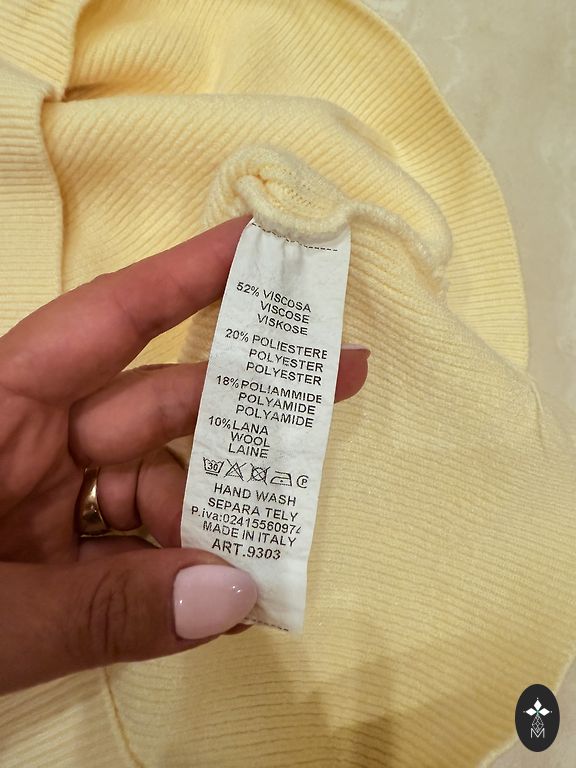 52% VISCOSA
VISCOSE
VISKOSE
20% POLIESTERE
POLYESTER
POLYESTER
18% POLIAMMIDE
POLYAMIDE
POLYAMIDE
10% LANA
WOOL
LAINE
30 P
HAND WASH
SEPARA TELY
P.iva:02415560974
MADE IN ITALY
ART.9303
M